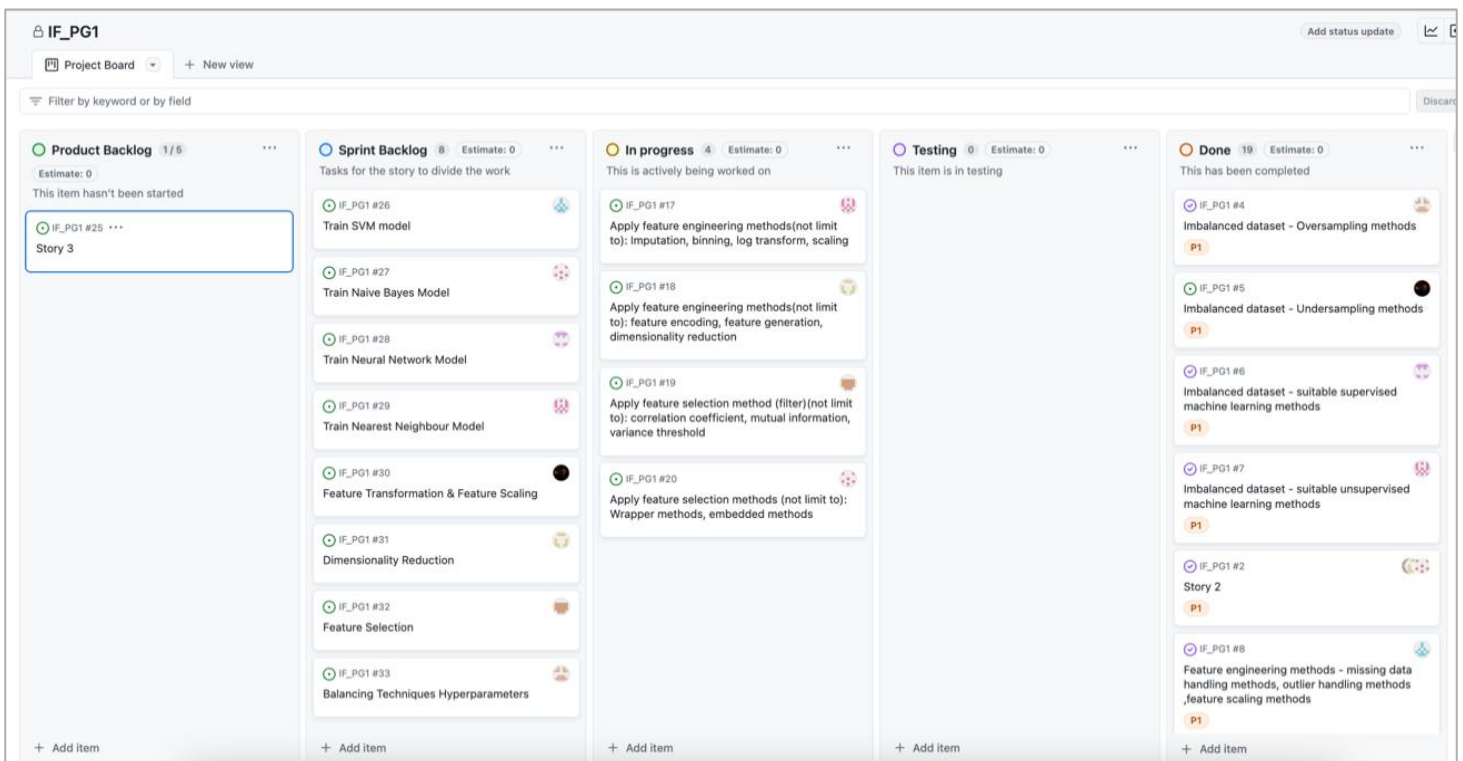 IF_PG1
Add status update
Project Board
New view
Filter by keyword or by field
Product Backlog 1/5
Estimate: 0
This item hasn't been started
IF_PG1 #25
Story 3
Add item
Sprint Backlog 8 Estimate: 0
Tasks for the story to divide the work
IF_PG1 #26
Train SVM model
IF_PG1 #27
Train Naive Bayes Model
IF_PG1 #28
Train Neural Network Model
IF_PG1 #29
Train Nearest Neighbour Model
IF_PG1 #30
Feature Transformation & Feature Scaling
IF_PG1 #31
Dimensionality Reduction
IF_PG1 #32
Feature Selection
IF_PG1 #33
Balancing Techniques Hyperparameters
Add item
In progress 4 Estimate: 0
This is actively being worked on
IF_PG1 #17
Apply feature engineering methods(not limit
to): Imputation, binning, log transform, scaling
IF_PG1 #18
Apply feature engineering methods(not limit
to): feature encoding, feature generation,
dimensionality reduction
IF_PG1 #19
Apply feature selection method (filter)(not limit
to): correlation coefficient, mutual information,
variance threshold
IF_PG1 #20
Apply feature selection methods (not limit to):
Wrapper methods, embedded methods
Add item
Testing 0 Estimate: 0
This item is in testing
Add item
Done 19 Estimate: 0
This has been completed
IF_PG1 #4
Imbalanced dataset - Oversampling methods
P1
IF_PG1 #5
Imbalanced dataset - Undersampling methods
P1
IF_PG1 #6
Imbalanced dataset - suitable supervised
machine learning methods
P1
IF_PG1 #7
Imbalanced dataset - suitable unsupervised
machine learning methods
P1
IF_PG1 #2
Story 2
P1
IF_PG1 #8
Feature engineering methods - missing data
handling methods, outlier handling methods
,feature scaling methods
P1
Add item